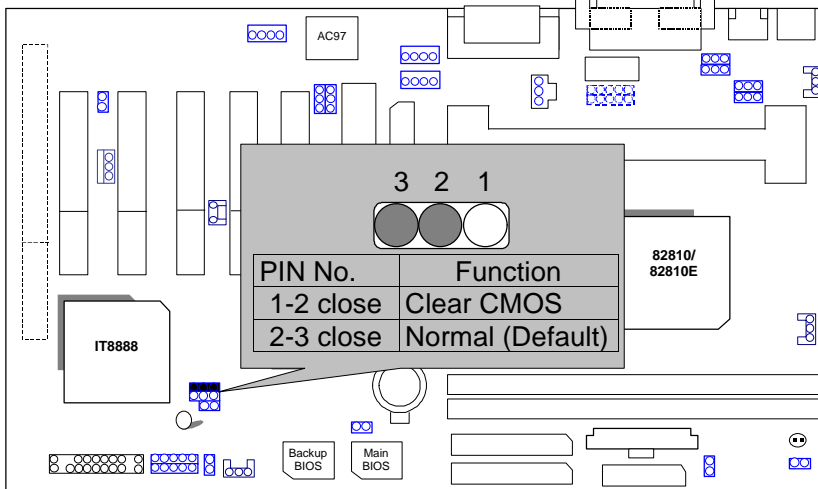 AC97
3 2 1
PIN No. Function
1-2 close Clear CMOS
2-3 close Normal (Default)
82810/
82810E
IT8888
Backup
BIOS
Main
BIOS